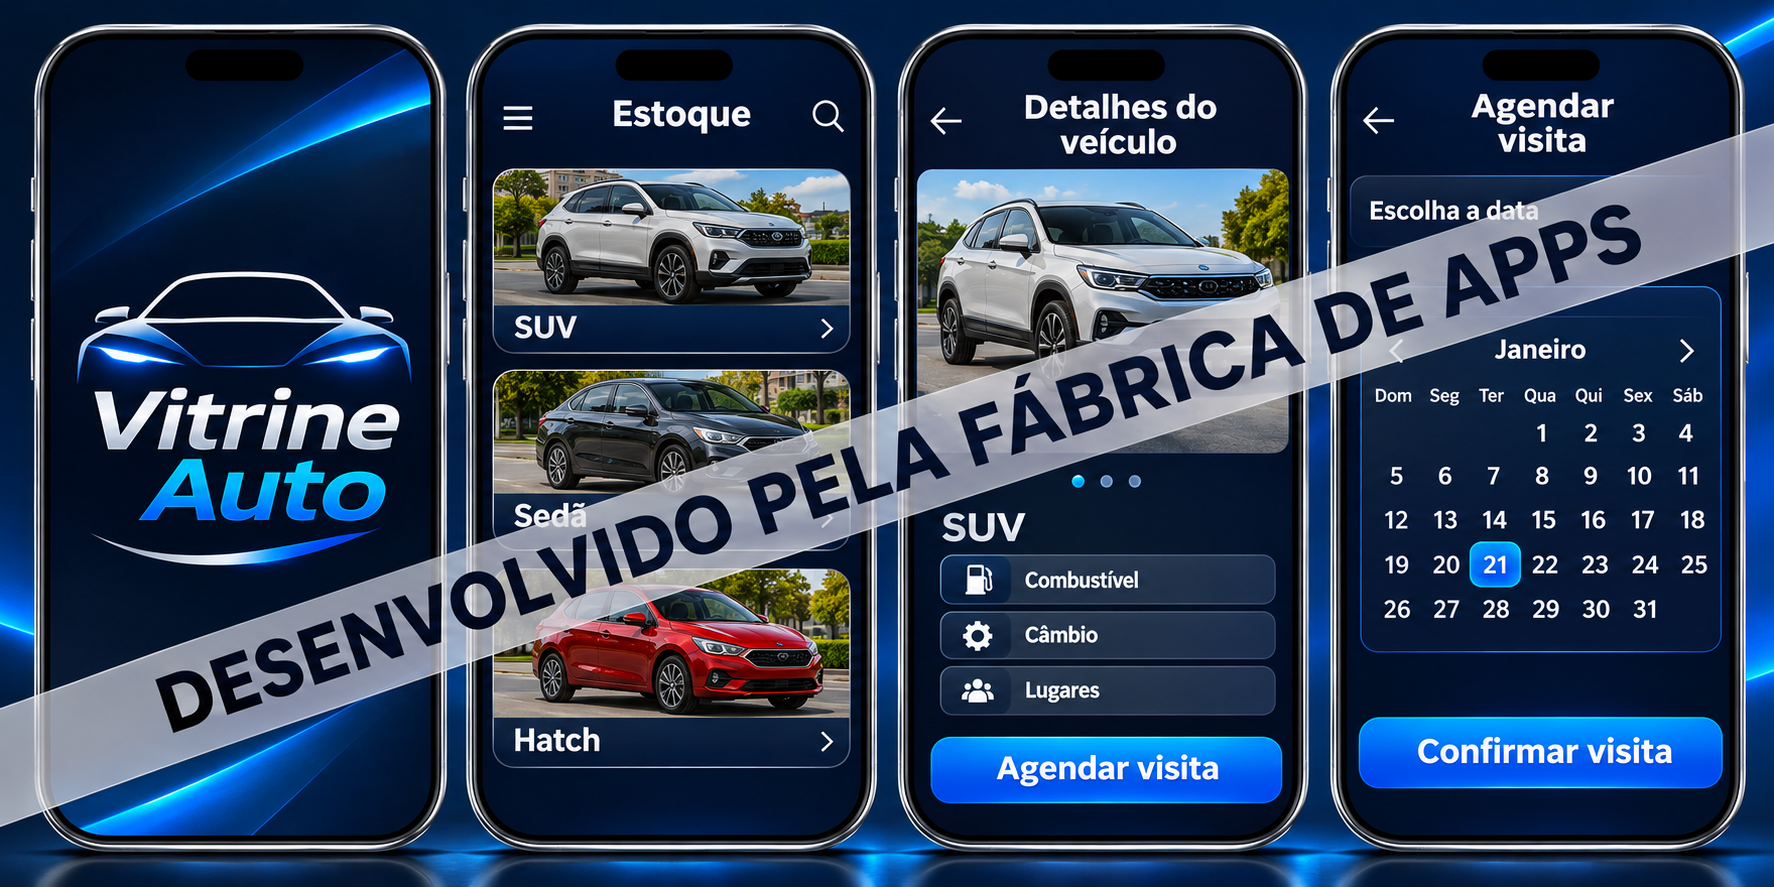 Vitrine
Auto
Estoque
SUV
Sedã
Hatch
Detalhes do
veículo
SUV
Combustível
Câmbio
Lugares
Agendar visita
Agendar
visita
Escolha a data
Janeiro
Dom Seg Ter Qua Qui Sex Sáb
1 2 3 4
5 6 7 8 9 10 11
12 13 14 15 16 17 18
19 20 21 22 23 24 25
26 27 28 29 30 31
Confirmar visita
DESENVOLVIDO PELA FÁBRICA DE APPS